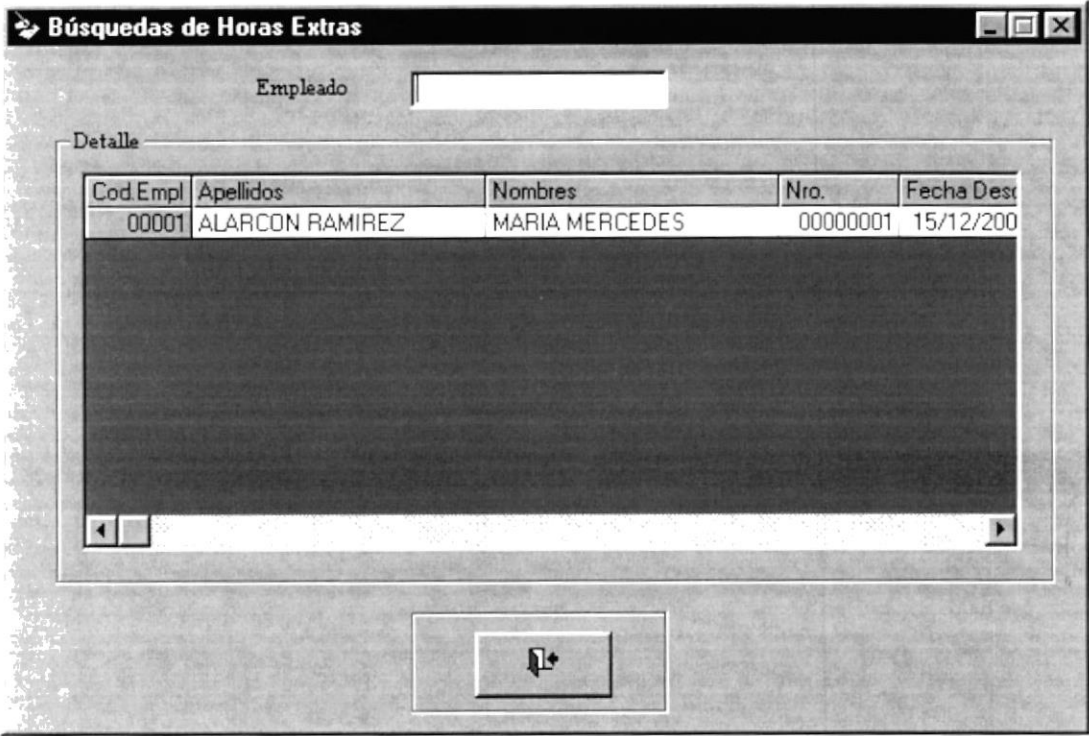 Búsquedas de Horas Extras
Empleado
Detalle
Cod.Empl Apellidos Nombres Nro. Fecha Desc
00001 ALARCON RAMIREZ MARIA MERCEDES 00000001 15/12/200